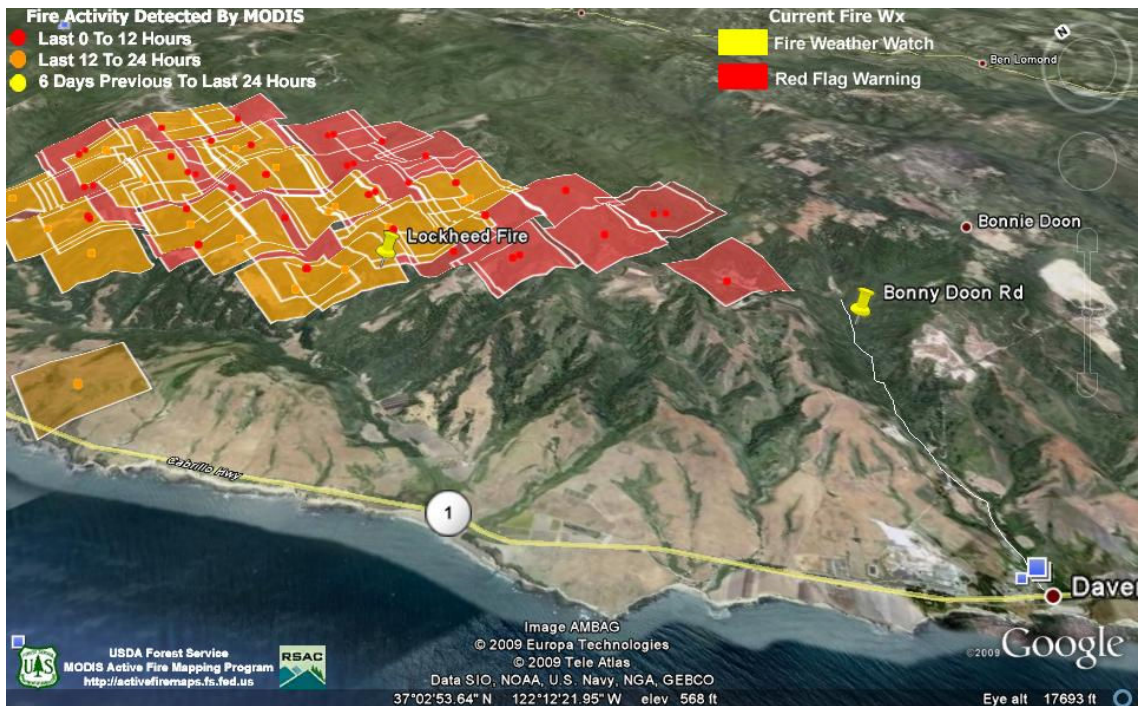 Fire Activity Detected By MODIS
Last 0 To 12 Hours
Last 12 To 24 Hours
6 Days Previous To Last 24 Hours
Current Fire Wx
Fire Weather Watch
Red Flag Warning
N
Ben Lomond
Bonnie Doon
Lockheed Fire
Bonny Doon Rd
Cabrillo Hwy
1
Daver
Image AMBAG
© 2009 Europa Technologies
© 2009 Tele Atlas
Data SIO, NOAA, U.S. Navy, NGA, GEBCO
©2009 Google
UAS
USDA Forest Service
MODIS Active Fire Mapping Program
http://activefiremaps.fs.fed.us
RSAC
37°02'53.64" N 122°12'21.95" W elev 568 ft
Eye alt 17693 ft